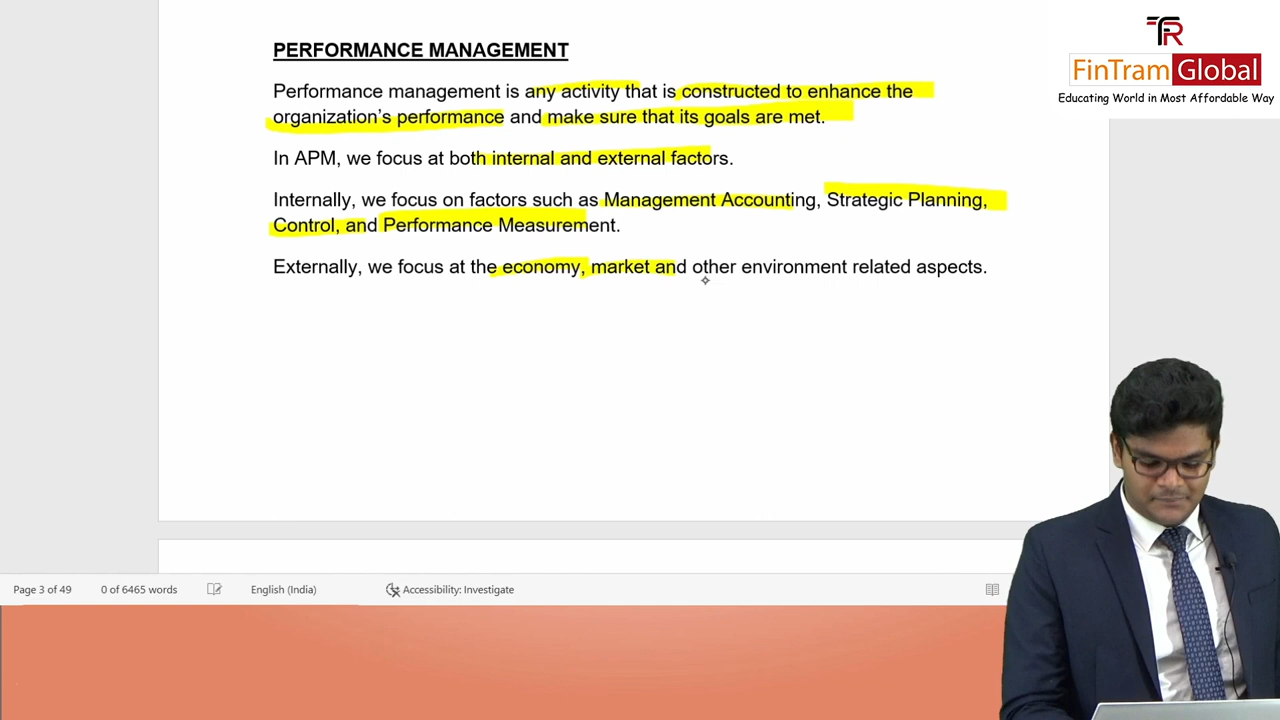 PERFORMANCE MANAGEMENT
Performance management is any activity that is constructed to enhance the
organization's performance and make sure that its goals are met.
In APM, we focus at both internal and external factors.
Internally, we focus on factors such as Management Accounting, Strategic Planning,
Control, and Performance Measurement.
Externally, we focus at the economy, market and other environment related aspects.
FinTram Global
Educating World in Most Affordable Way
Page 3 of 49 0 of 6465 words English (India) Accessibility: Investigate